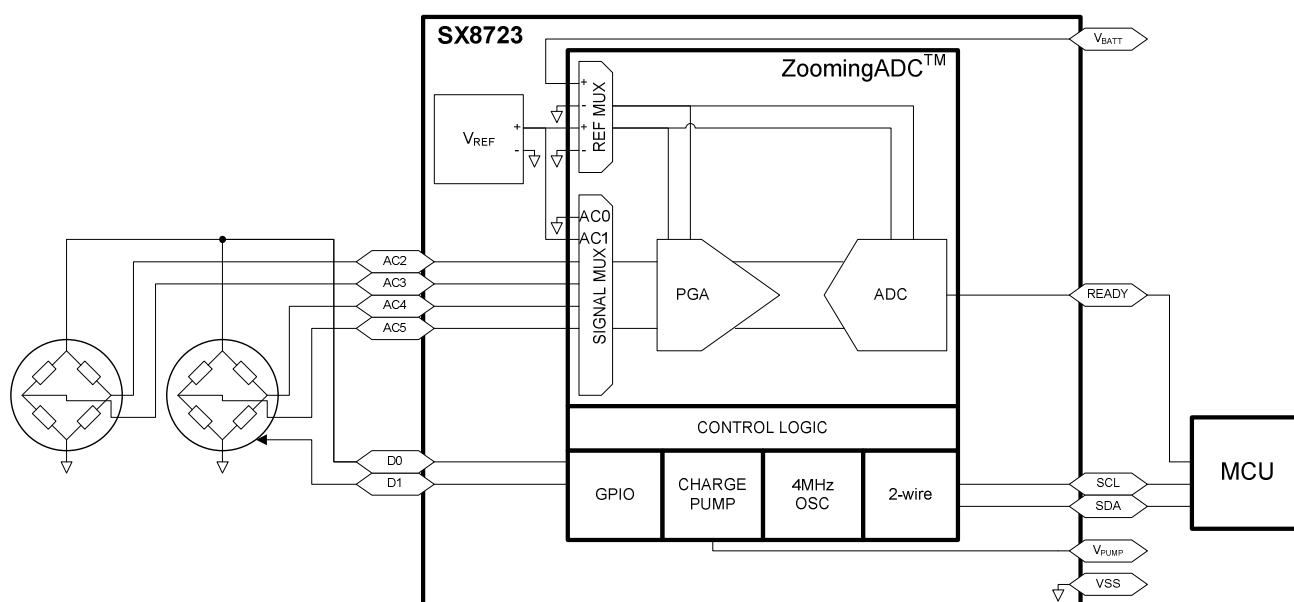 SX8723
V_BATT
ZoomingADC™
+
-
+
-
REF MUX
V_REF
+
-
AC0
AC1
SIGNAL MUX
AC2
AC3
AC4
AC5
PGA
ADC
READY
CONTROL LOGIC
D0
D1
GPIO
CHARGE
PUMP
4MHz
OSC
2-wire
SCL
SDA
MCU
V_PUMP
VSS